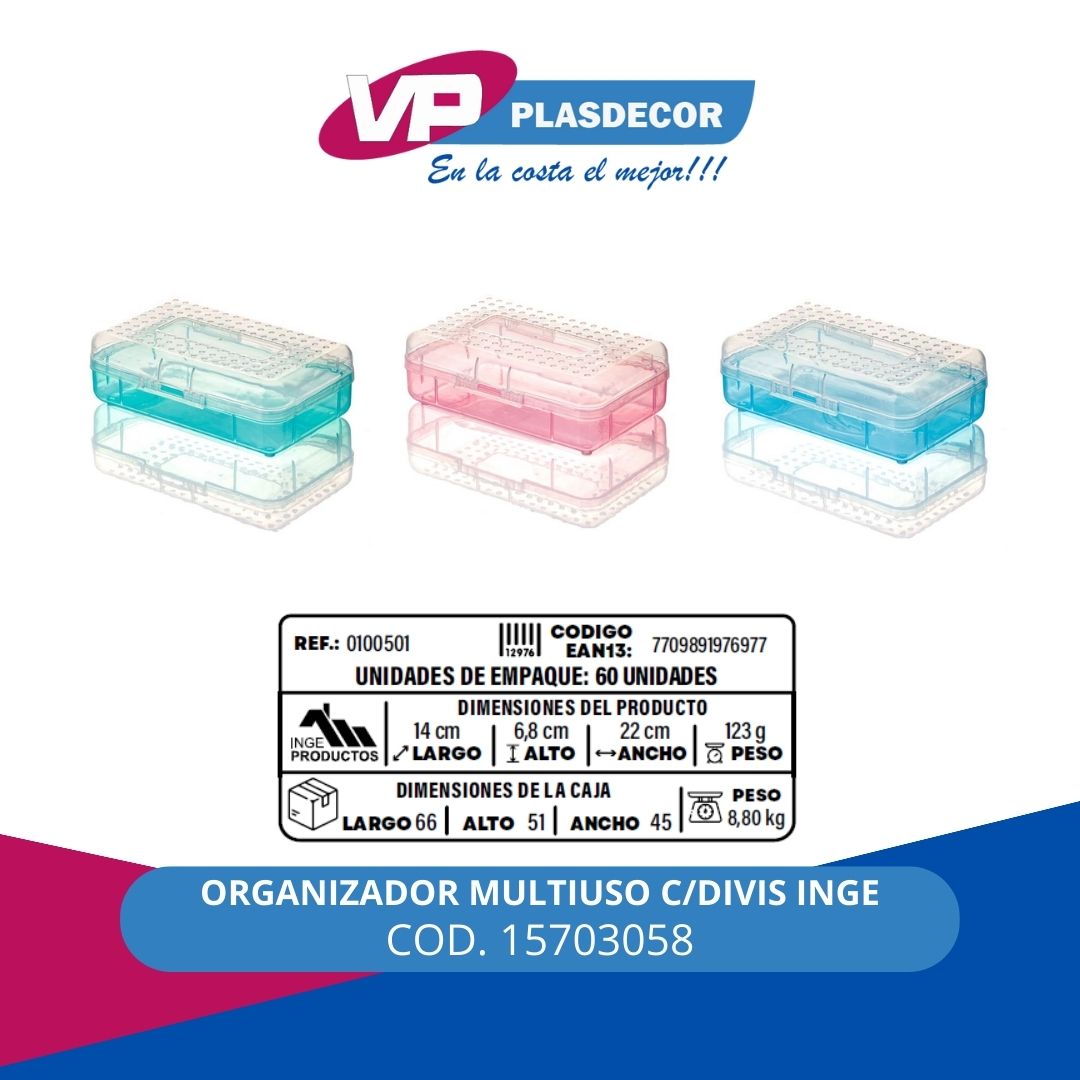 VP PLASDECOR
En la costa el mejor!!!
REF.: 0100501
12976
CODIGO EAN13: 7709891976977
UNIDADES DE EMPAQUE: 60 UNIDADES
INGE PRODUCTOS
DIMENSIONES DEL PRODUCTO
14 cm LARGO
6,8 cm ALTO
22 cm ANCHO
123 g PESO
DIMENSIONES DE LA CAJA
LARGO 66
ALTO 51
ANCHO 45
PESO 8,80 kg
ORGANIZADOR MULTIUSO C/DIVIS INGE
COD. 15703058